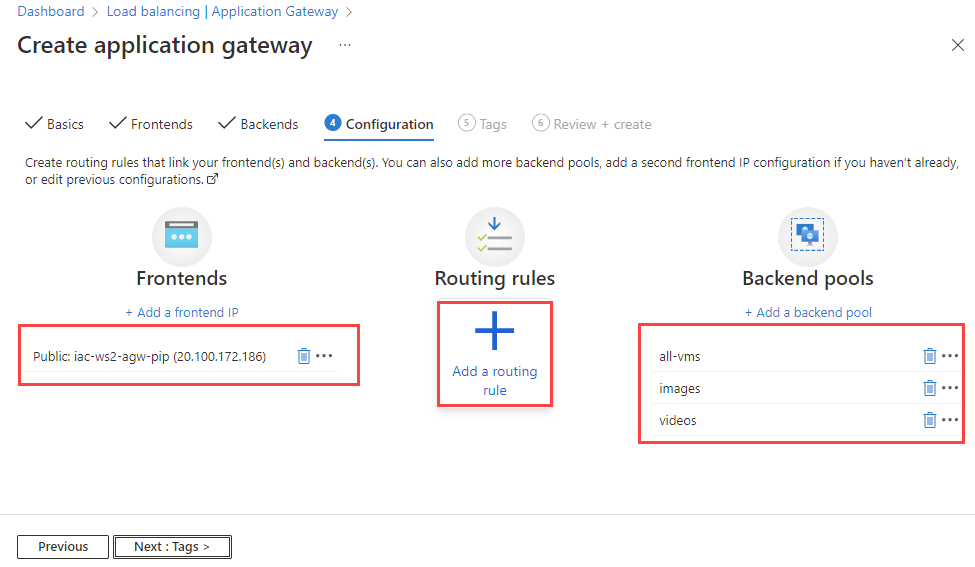 Dashboard > Load balancing | Application Gateway >
Create application gateway ...
Basics Frontends Backends 4 Configuration 5 Tags 6 Review + create
Create routing rules that link your frontend(s) and backend(s). You can also add more backend pools, add a second frontend IP configuration if you haven't already,
or edit previous configurations.
Frontends Routing rules Backend pools
+ Add a frontend IP + Add a backend pool
Public: iac-ws2-agw-pip (20.100.172.186)
Add a routing
rule
all-vms
images
videos
Previous Next : Tags >